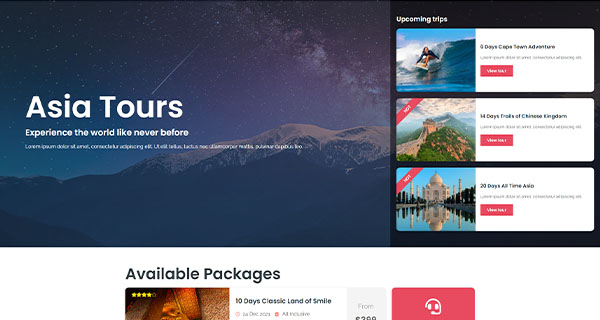 Asia Tours
Experience the world like never before
Lorem ipsum dolor sit amet, consectetur adipiscing elit. Ut elit tellus, luctus nec ullamcorper mattis, pulvinar dapibus leo.
Upcoming trips
6 Days Cape Town Adventure
Lorem ipsum dolor sit amet, consectetur adipiscing elit.
View tour
HOT
14 Days Trails of Chinese Kingdom
Lorem ipsum dolor sit amet, consectetur adipiscing elit.
View tour
HOT
20 Days All Time Asia
Lorem ipsum dolor sit amet, consectetur adipiscing elit.
View tour
Available Packages
10 Days Classic Land of Smile
24 Dec 2021
All Inclusive
From